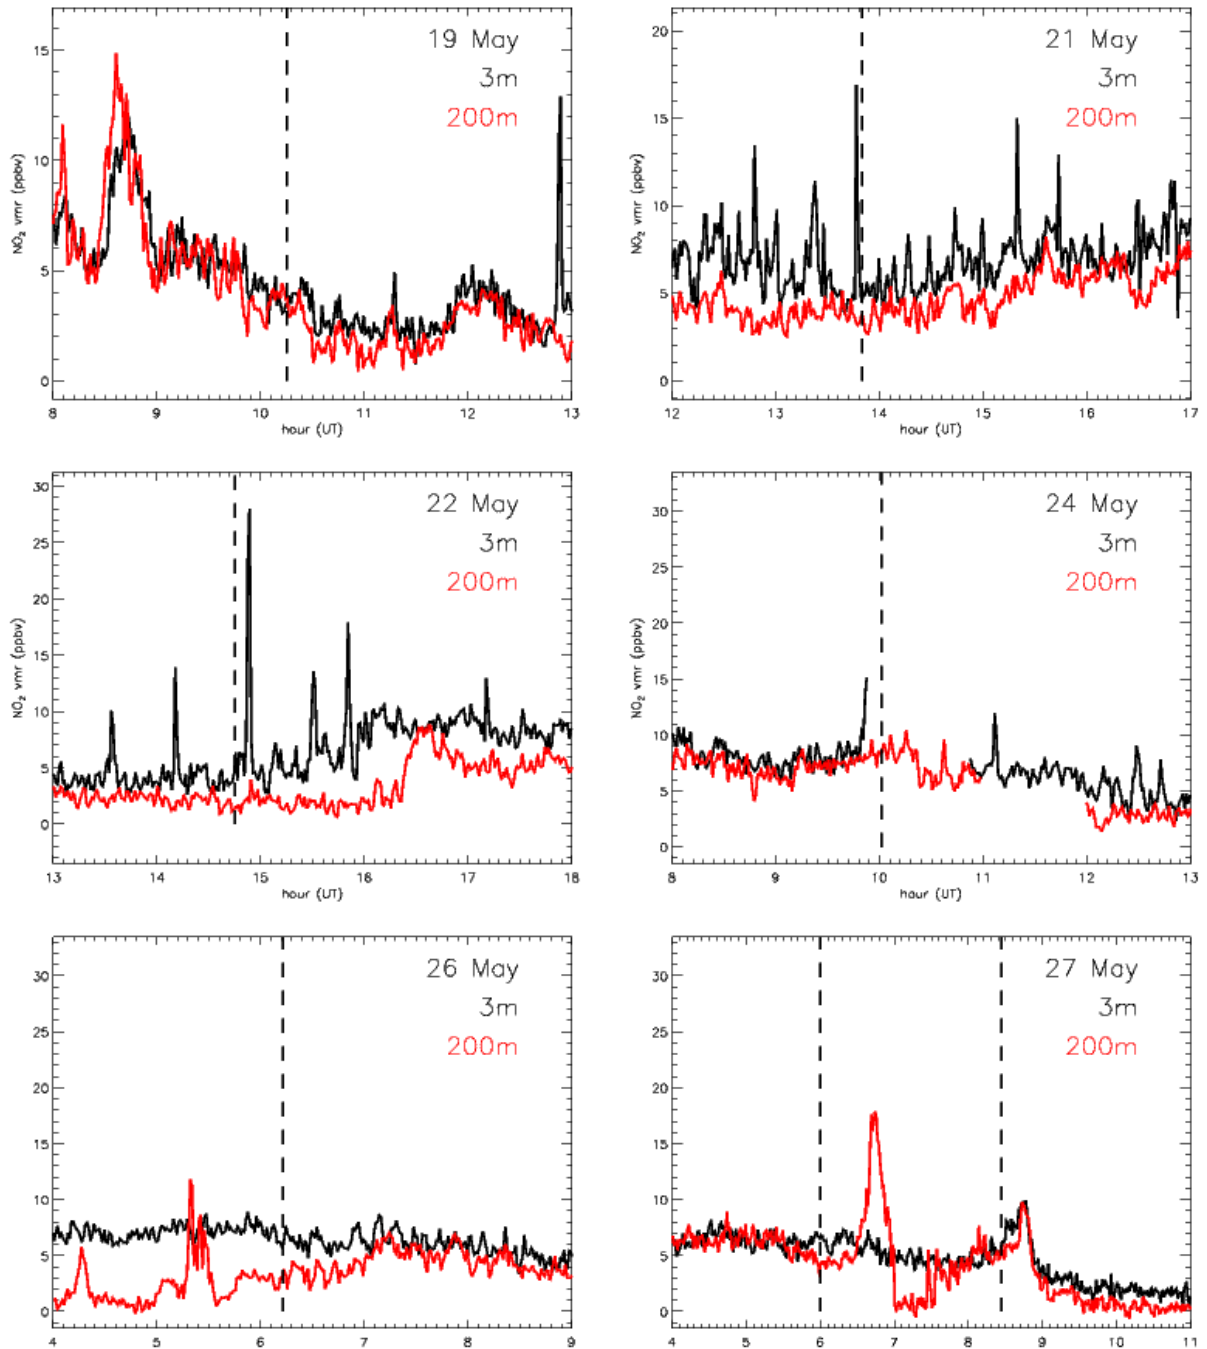 19 May
3m
200m
15
10
5
0
NO2 vmr (ppbv)
8 9 10 11 12 13
hour (UT)
21 May
3m
200m
20
15
10
5
0
NO2 vmr (ppbv)
12 13 14 15 16 17
hour (UT)
22 May
3m
200m
30
25
20
15
10
5
0
NO2 vmr (ppbv)
13 14 15 16 17 18
hour (UT)
24 May
3m
200m
30
25
20
15
10
5
0
NO2 vmr (ppbv)
8 9 10 11 12 13
hour (UT)
26 May
3m
200m
30
25
20
15
10
5
0
4 5 6 7 8 9
27 May
3m
200m
30
25
20
15
10
5
0
4 5 6 7 8 9 10 11